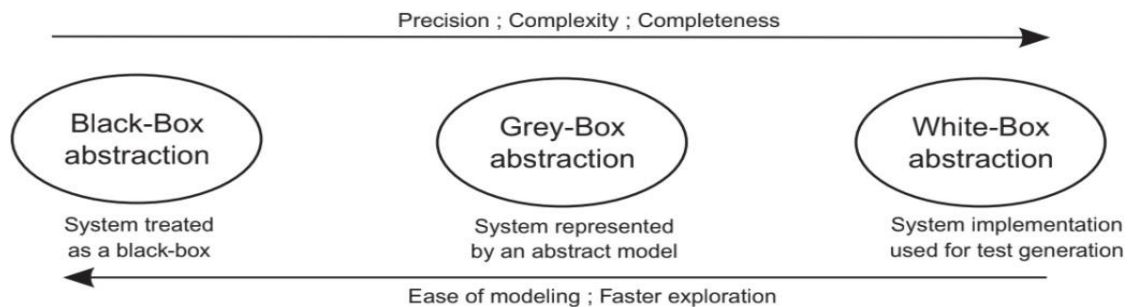 Precision ; Complexity ; Completeness
Black-Box
abstraction
Grey-Box
abstraction
White-Box
abstraction
System treated
as a black-box
System represented
by an abstract model
System implementation
used for test generation
Ease of modeling ; Faster exploration